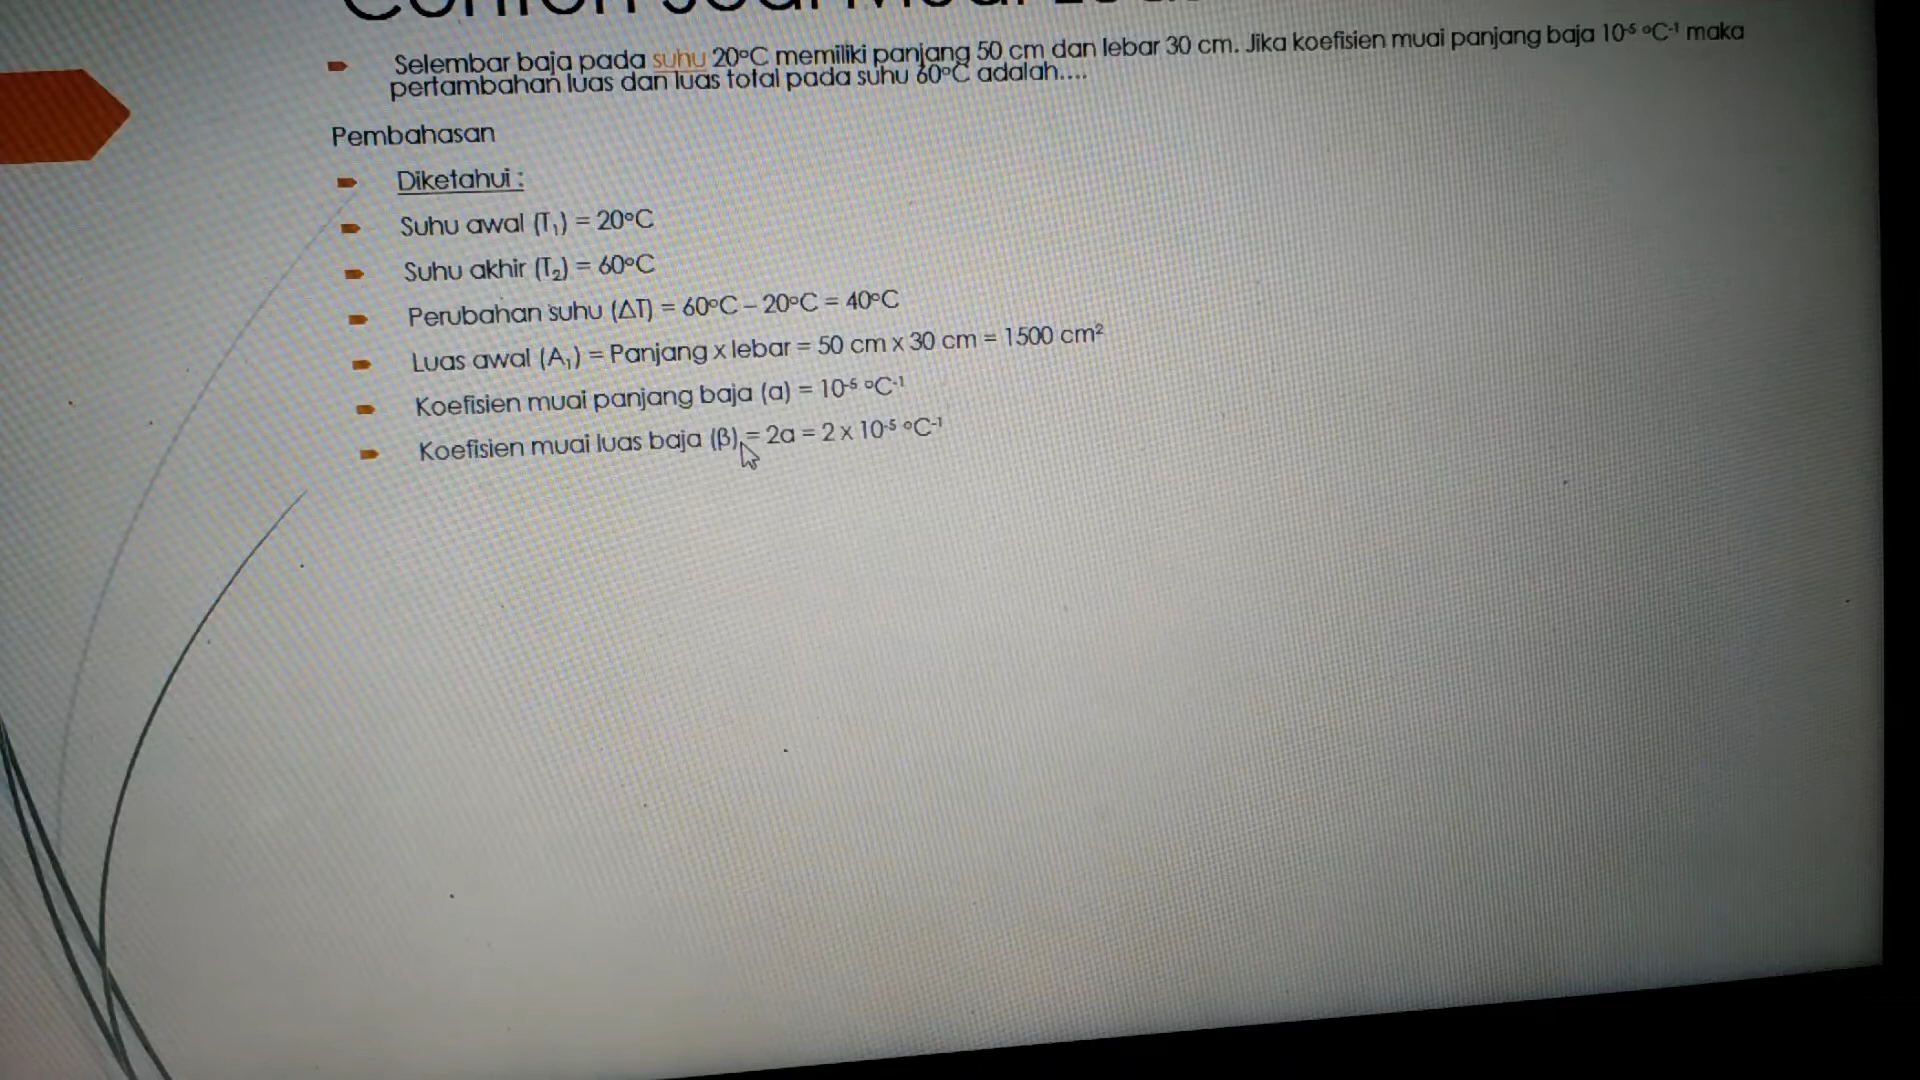 Contoh Soal Muai
Selembar baja pada suhu 20°C memiliki panjang 50 cm dan lebar 30 cm. Jika koefisien muai panjang baja 10⁻⁵ °C⁻¹ maka
pertambahan luas dan luas total pada suhu 60°C adalah....
Pembahasan
Diketahui :
Suhu awal (T₁) = 20°C
Suhu akhir (T₂) = 60°C
Perubahan suhu (ΔT) = 60°C – 20°C = 40°C
Luas awal (A₁) = Panjang x lebar = 50 cm x 30 cm = 1500 cm²
Koefisien muai panjang baja (α) = 10⁻⁵ °C⁻¹
Koefisien muai luas baja (β) = 2α = 2 x 10⁻⁵ °C⁻¹